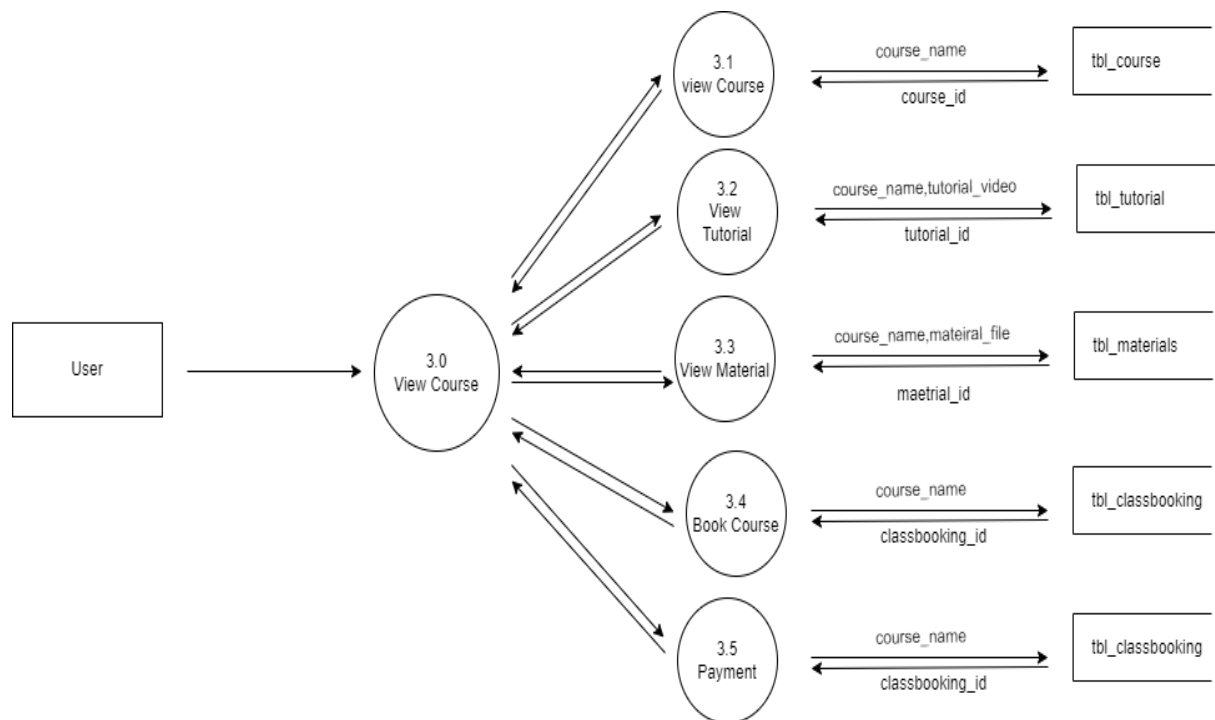 User
3.0
View Course
3.1
view Course
course_name
course_id
tbl_course
3.2
View
Tutorial
course_name,tutorial_video
tutorial_id
tbl_tutorial
3.3
View Material
course_name,mateiral_file
maetrial_id
tbl_materials
3.4
Book Course
course_name
classbooking_id
tbl_classbooking
3.5
Payment
course_name
classbooking_id
tbl_classbooking